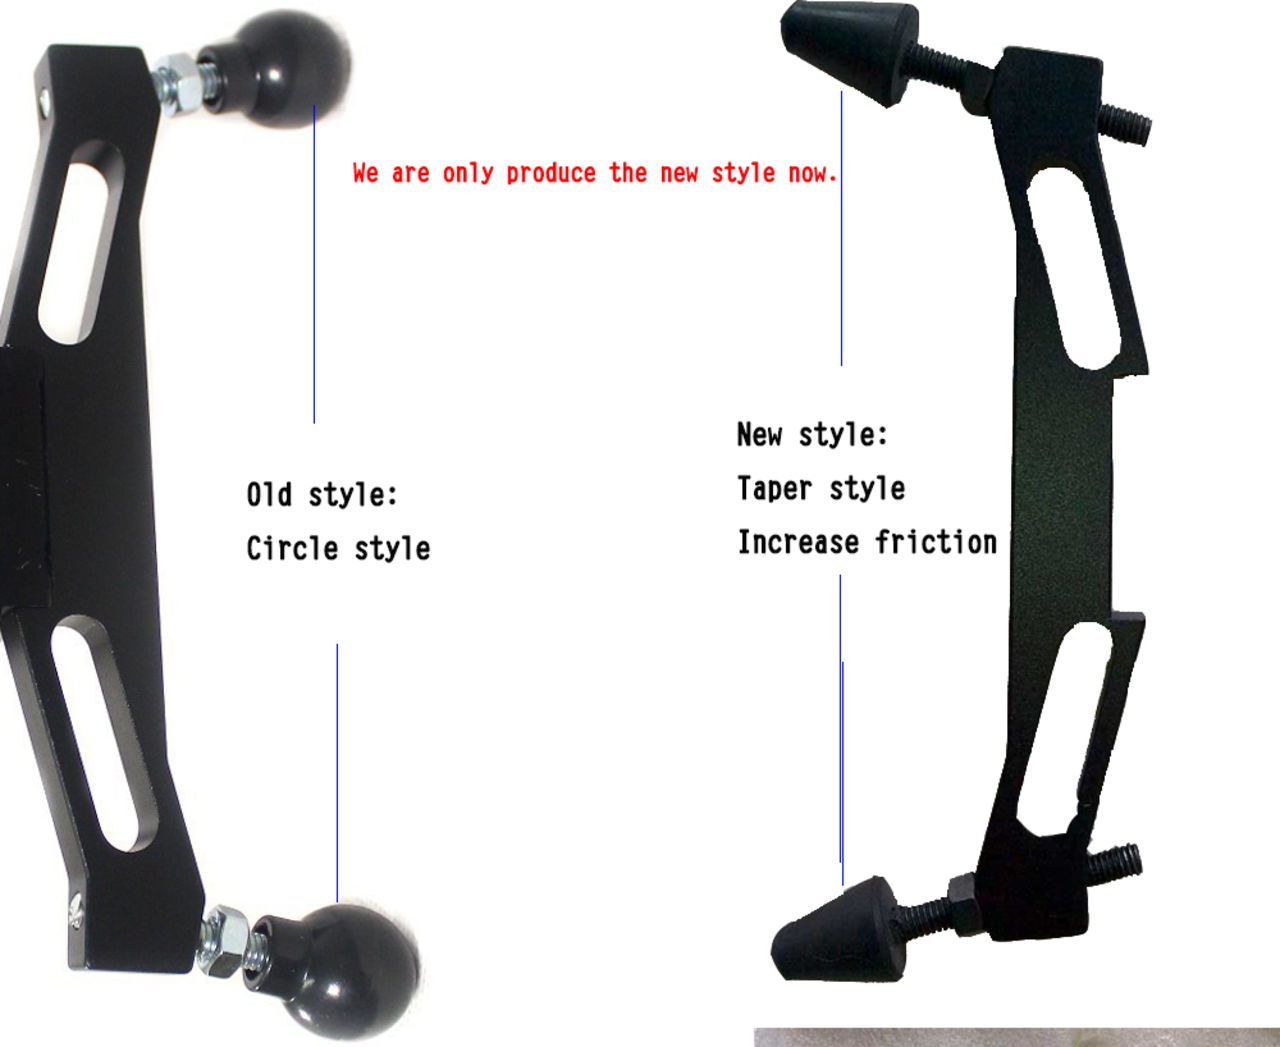 We are only produce the new style now.
Old style:
Circle style
New style:
Taper style
Increase friction